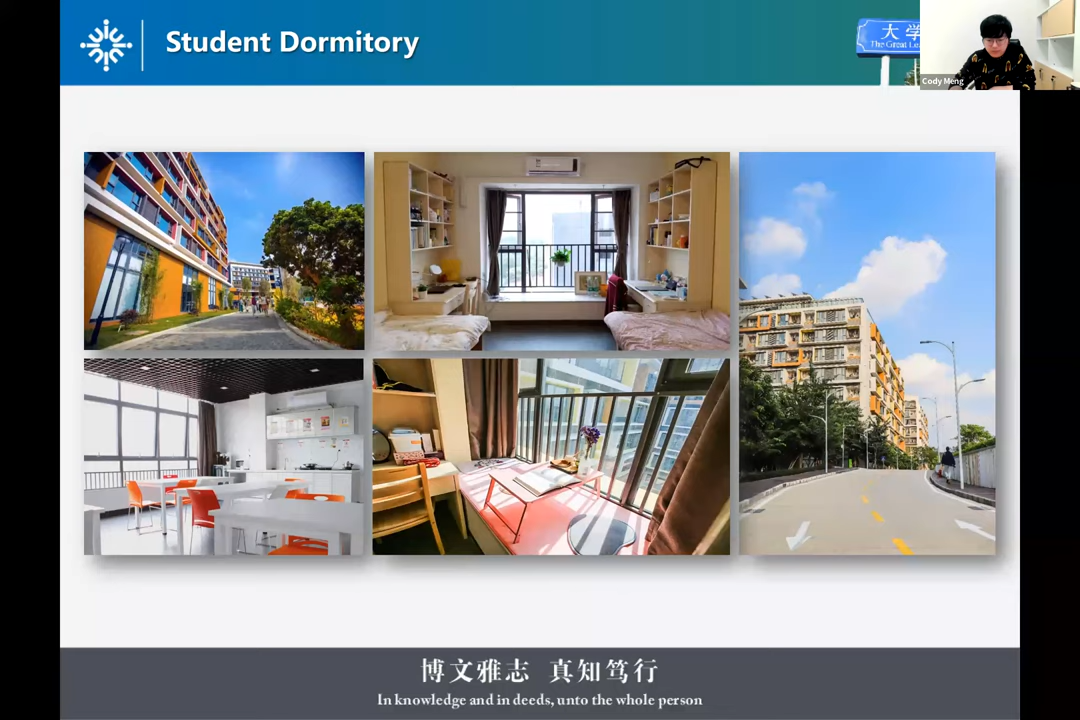 Student Dormitory
大学
The Great Le
Cody Meng
博文雅志 真知笃行
In knowledge and in deeds, unto the whole person